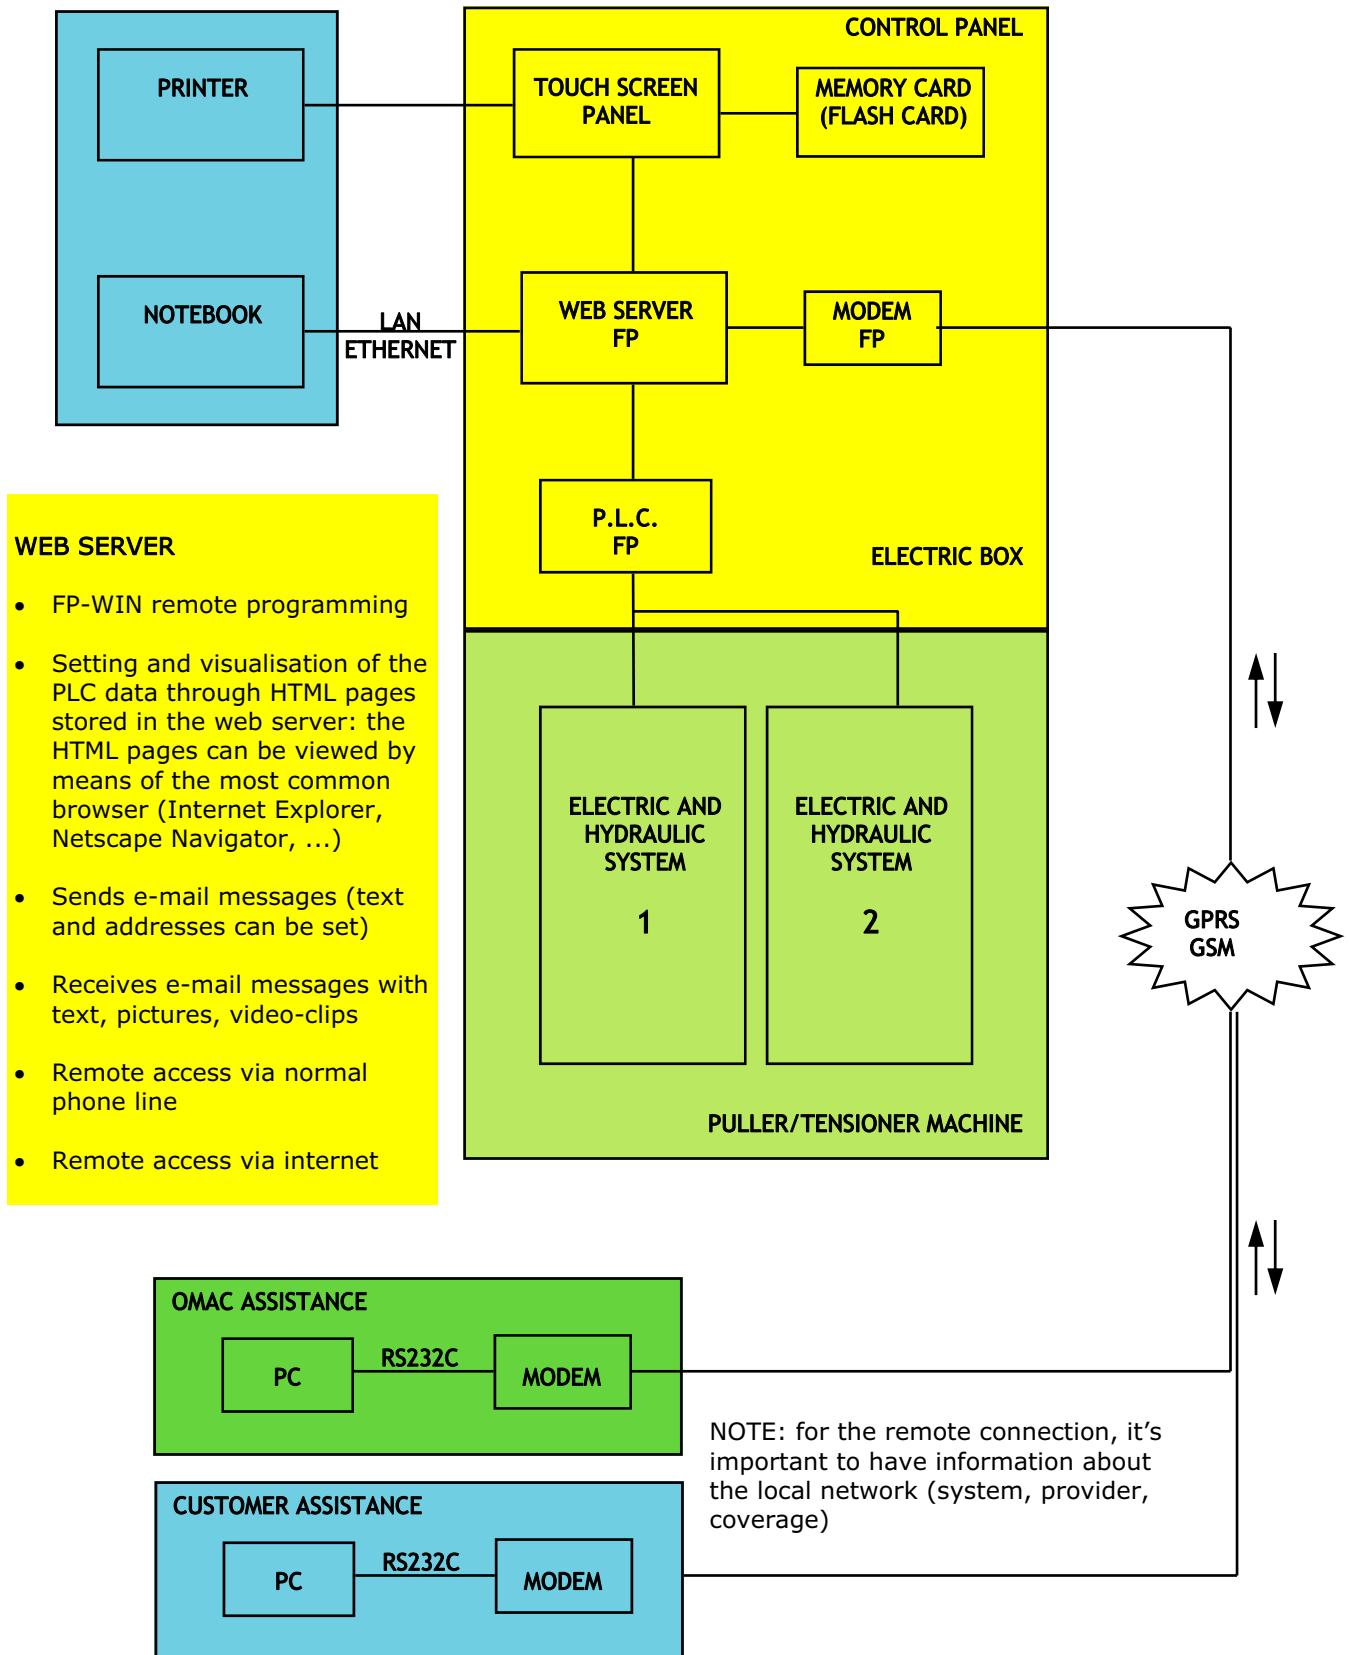 CONTROL PANEL
PRINTER
TOUCH SCREEN
PANEL
MEMORY CARD
(FLASH CARD)
NOTEBOOK
LAN
ETHERNET
WEB SERVER
FP
MODEM
FP
P.L.C.
FP
ELECTRIC BOX
WEB SERVER
• FP-WIN remote programming
• Setting and visualisation of the
PLC data through HTML pages
stored in the web server: the
HTML pages can be viewed by
means of the most common
browser (Internet Explorer,
Netscape Navigator, ...)
• Sends e-mail messages (text
and addresses can be set)
• Receives e-mail messages with
text, pictures, video-clips
• Remote access via normal
phone line
• Remote access via internet
ELECTRIC AND
HYDRAULIC
SYSTEM
1
ELECTRIC AND
HYDRAULIC
SYSTEM
2
PULLER/TENSIONER MACHINE
GPRS
GSM
OMAC ASSISTANCE
PC
RS232C
MODEM
NOTE: for the remote connection, it’s
important to have information about
the local network (system, provider,
coverage)
CUSTOMER ASSISTANCE
PC
RS232C
MODEM